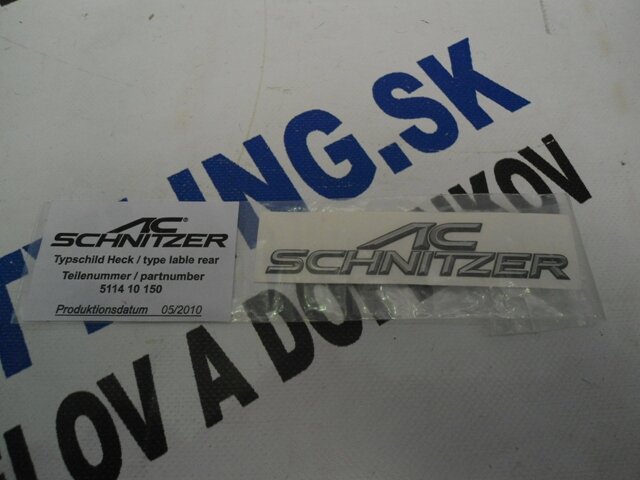 AC®
SCHNITZER
Typschild Heck / type lable rear
Teilenummer / partnumber
5114 10 150
Produktionsdatum 05/2010
AC
SCHNITZER
ING.SK
LOV A DO
KOV